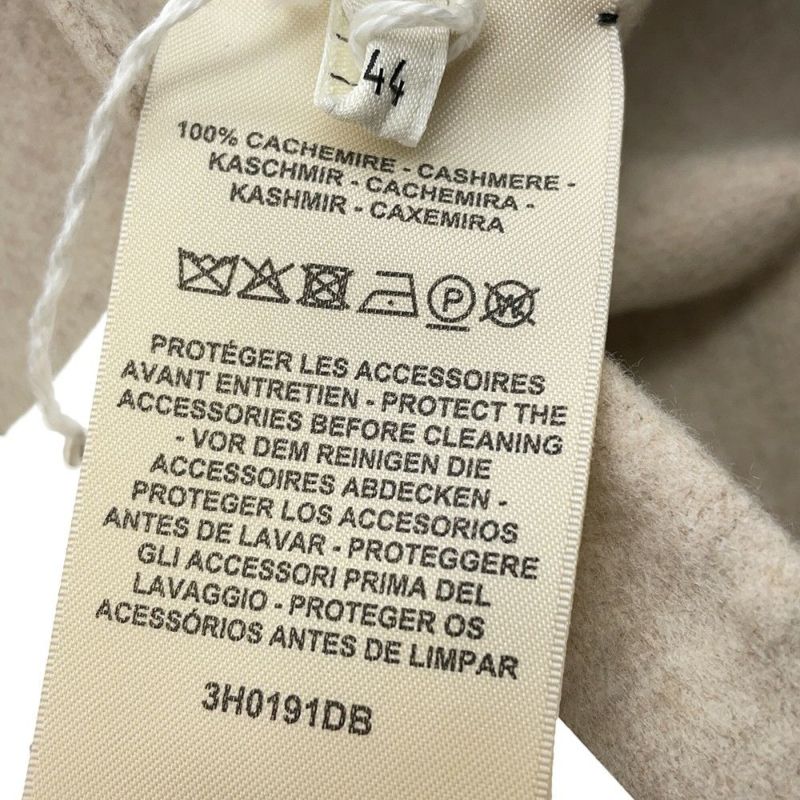 44
100% CACHEMIRE - CASHMERE -
KASCHMIR - CACHEMIRA -
KASHMIR - CAXEMIRA
P W
PROTÉGER LES ACCESSOIRES
AVANT ENTRETIEN - PROTECT THE
ACCESSORIES BEFORE CLEANING
- VOR DEM REINIGEN DIE
ACCESSOIRES ABDECKEN -
PROTEGER LOS ACCESORIOS
ANTES DE LAVAR - PROTEGGERE
GLI ACCESSORI PRIMA DEL
LAVAGGIO - PROTEGER OS
ACESSÓRIOS ANTES DE LIMPAR
3H0191DB